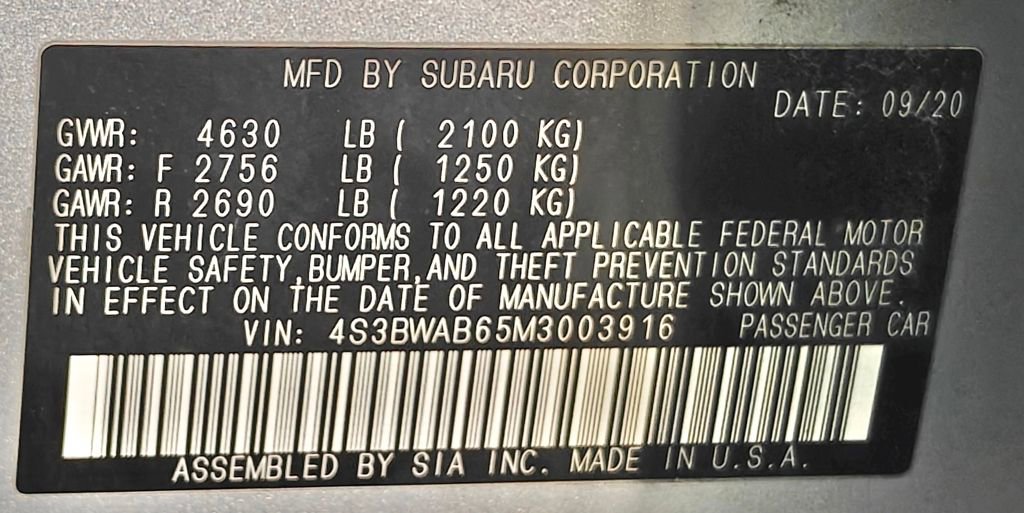 MFD BY SUBARU CORPORATION
DATE: 09/20
GVWR: 4630 LB ( 2100 KG)
GAWR: F 2756 LB ( 1250 KG)
GAWR: R 2690 LB ( 1220 KG)
THIS VEHICLE CONFORMS TO ALL APPLICABLE FEDERAL MOTOR
VEHICLE SAFETY,BUMPER,AND THEFT PREVENTION STANDARDS
IN EFFECT ON THE DATE OF MANUFACTURE SHOWN ABOVE.
VIN: 4S3BWAB65M3003916 PASSENGER CAR
ASSEMBLED BY SIA INC. MADE IN U.S.A.